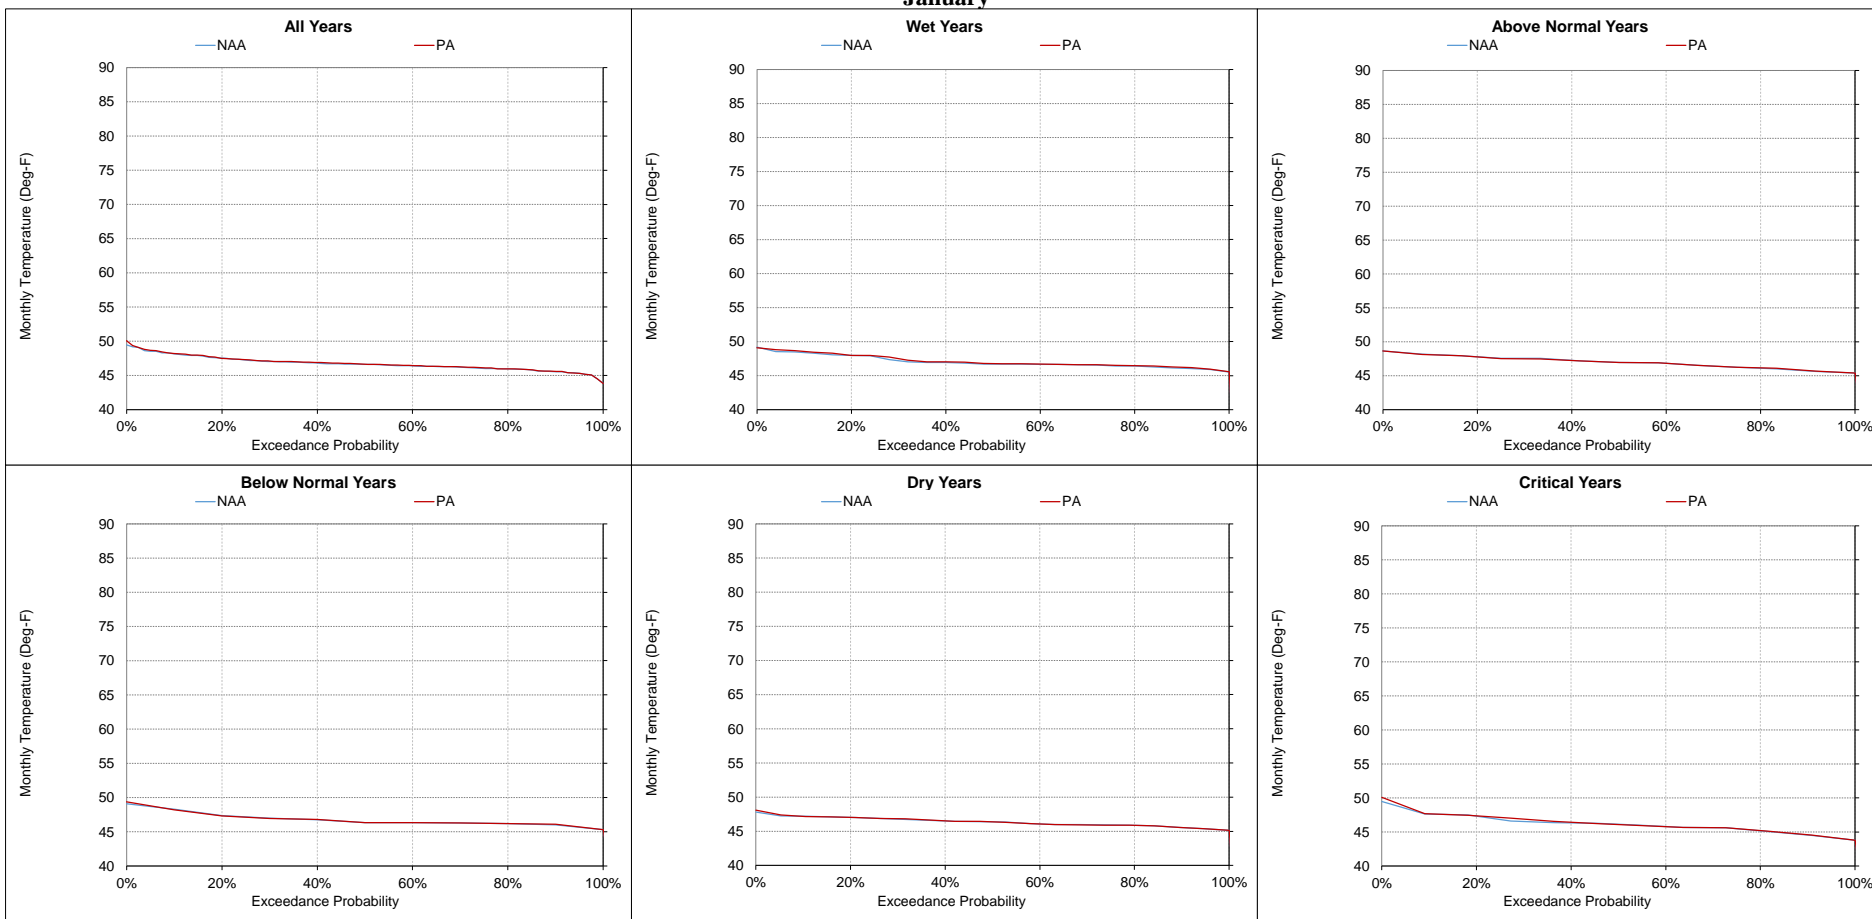 January
All Years
NAA PA
Monthly Temperature (Deg-F)
90
85
80
75
70
65
60
55
50
45
40
0% 20% 40% 60% 80% 100%
Exceedance Probability
Wet Years
NAA PA
Monthly Temperature (Deg-F)
90
85
80
75
70
65
60
55
50
45
40
0% 20% 40% 60% 80% 100%
Exceedance Probability
Above Normal Years
NAA PA
Monthly Temperature (Deg-F)
90
85
80
75
70
65
60
55
50
45
40
0% 20% 40% 60% 80% 100%
Exceedance Probability
Below Normal Years
NAA PA
Monthly Temperature (Deg-F)
90
85
80
75
70
65
60
55
50
45
40
0% 20% 40% 60% 80% 100%
Exceedance Probability
Dry Years
NAA PA
Monthly Temperature (Deg-F)
90
85
80
75
70
65
60
55
50
45
40
0% 20% 40% 60% 80% 100%
Exceedance Probability
Critical Years
NAA PA
Monthly Temperature (Deg-F)
90
85
80
75
70
65
60
55
50
45
40
0% 20% 40% 60% 80% 100%
Exceedance Probability